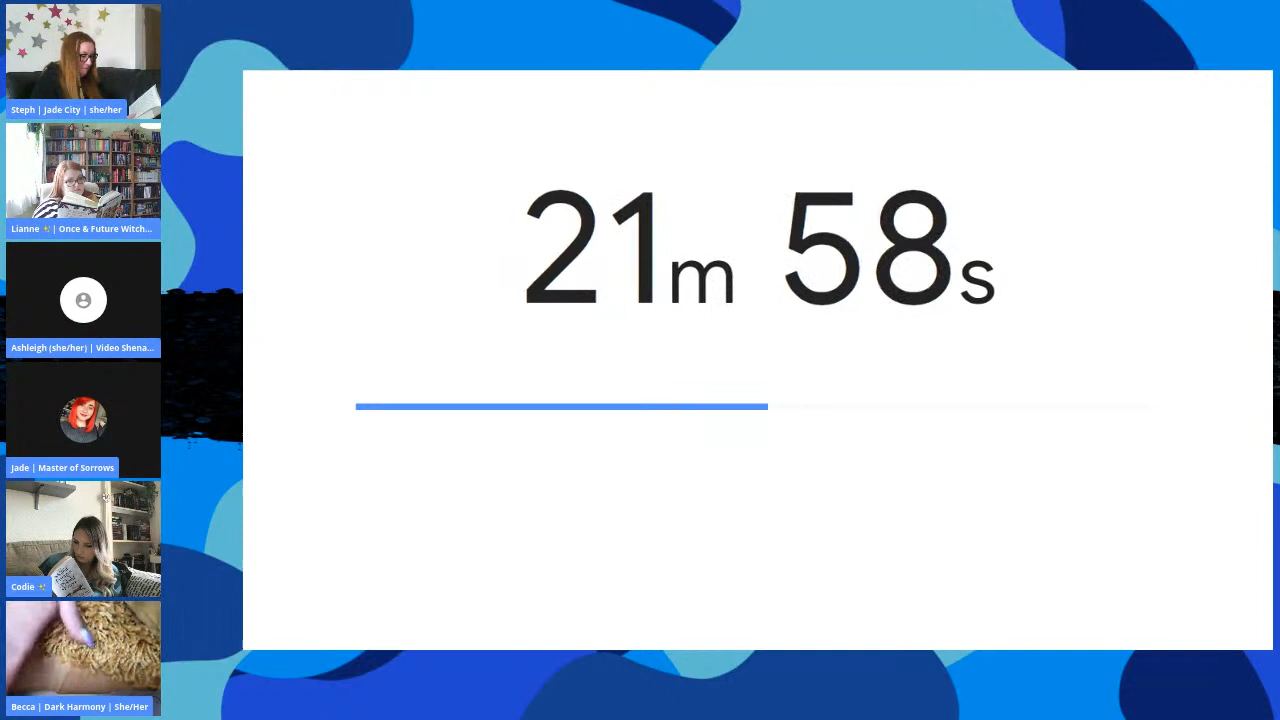 Steph | Jade City | she/her
Lianne ✨ | Once & Future Witch...
Ashleigh (she/her) | Video Shena...
Jade | Master of Sorrows
Codie ✨
Becca | Dark Harmony | She/Her
21m 58s